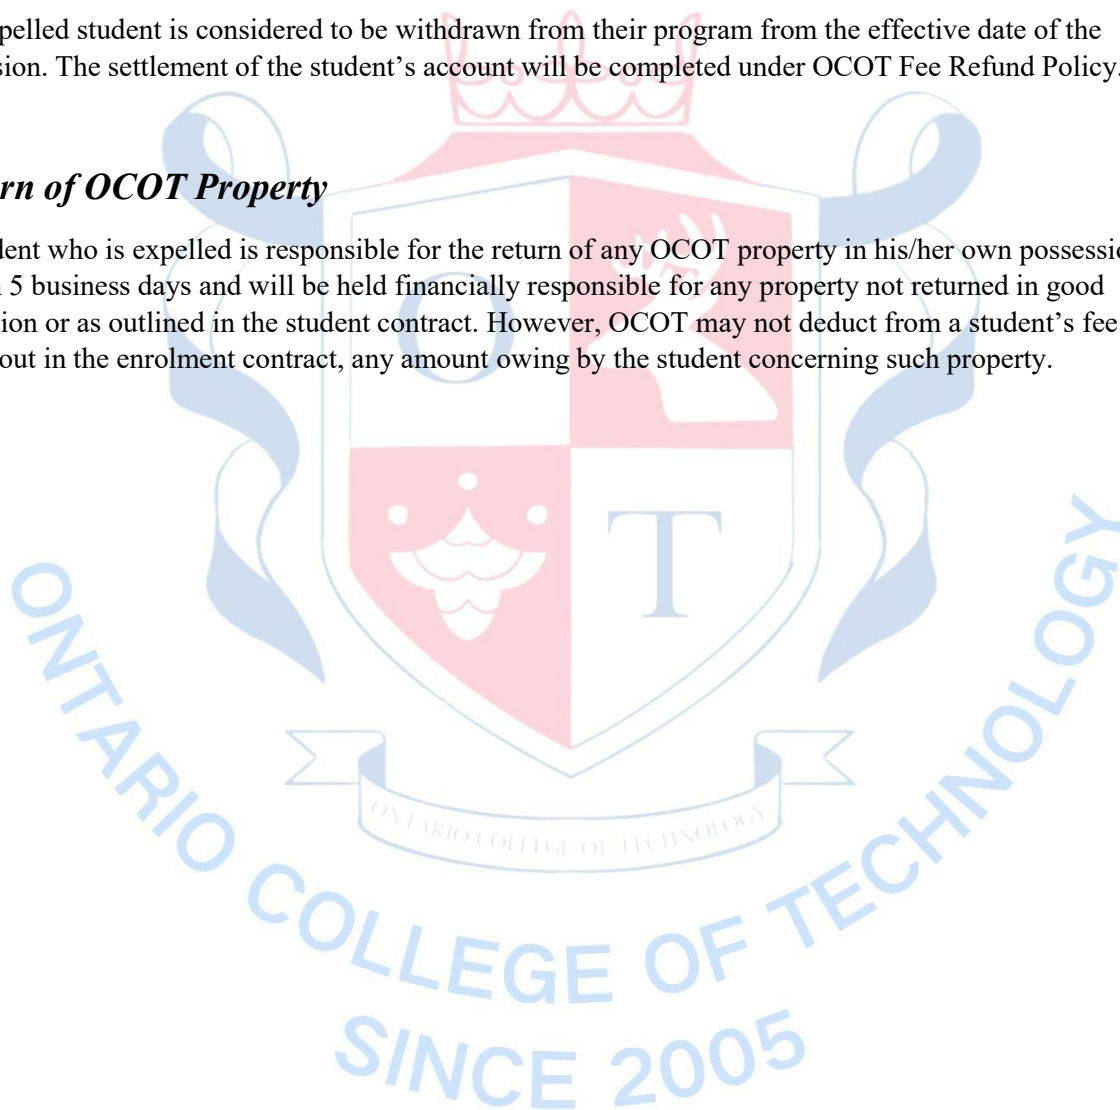 pelled student is considered to be withdrawn from their program from the effective date of the
sion. The settlement of the student’s account will be completed under OCOT Fee Refund Policy.
rn of OCOT Property
dent who is expelled is responsible for the return of any OCOT property in his/her own possessio
n 5 business days and will be held financially responsible for any property not returned in good
tion or as outlined in the student contract. However, OCOT may not deduct from a student’s fee
out in the enrolment contract, any amount owing by the student concerning such property.
O
T
ONTARIO COLLEGE OF TECHNOLOGY
ONTARIO COLLEGE OF TECHNOLOGY
SINCE 2005